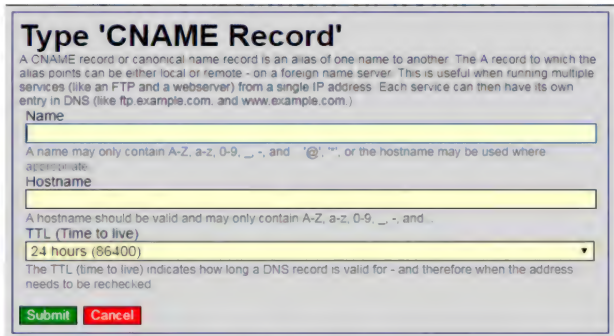 Type 'CNAME Record'
A CNAME record or canonical name record is an alias of one name to another. The A record to which the
alias points can be either local or remote - on a foreign name server. This is useful when running multiple
services (like an FTP and a webserver) from a single IP address. Each service can then have its own
entry in DNS (like ftp.example.com. and www.example.com.)
Name
A name may only contain A-Z, a-z, 0-9, _, -, and '@', '*', or the hostname may be used where
appropriate.
Hostname
A hostname should be valid and may only contain A-Z, a-z, 0-9, _, -, and .
TTL (Time to live)
24 hours (86400)
The TTL (time to live) indicates how long a DNS record is valid for - and therefore when the address
needs to be rechecked
Submit Cancel